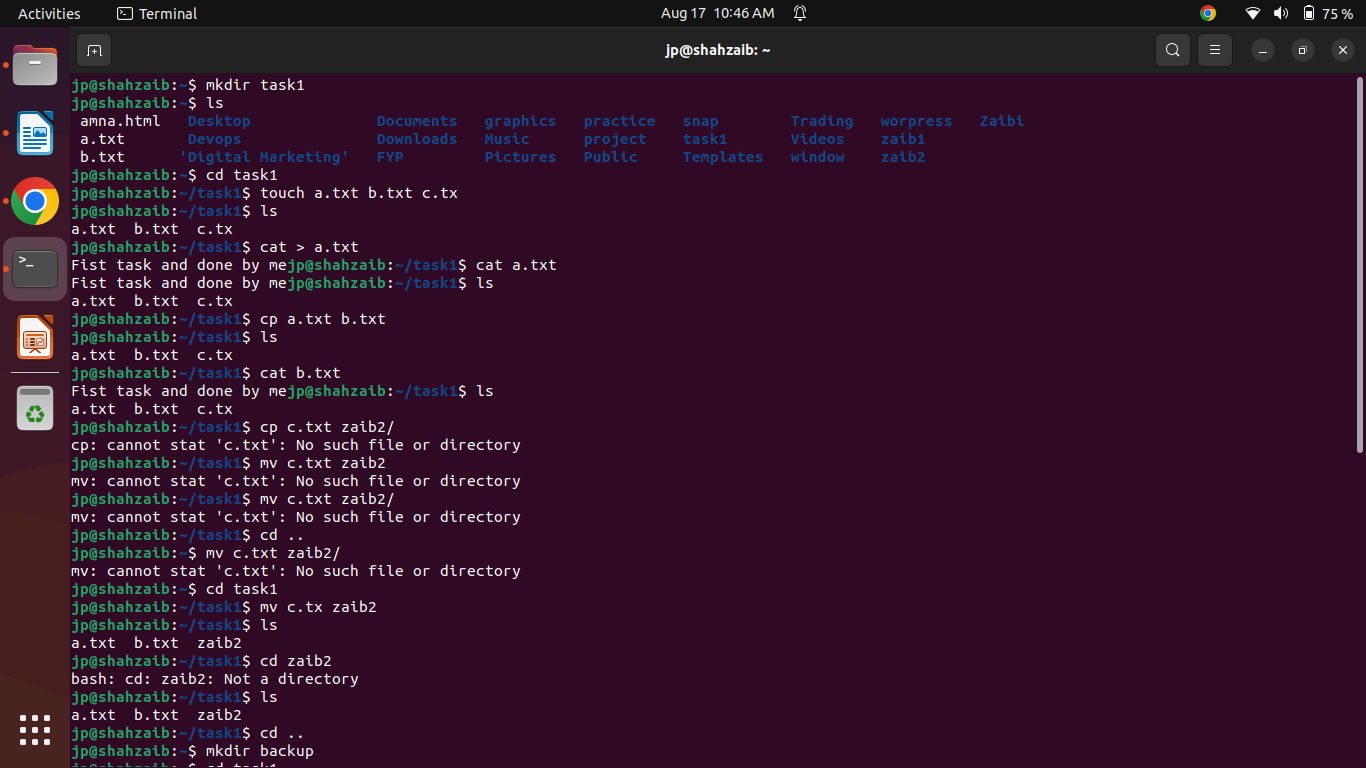 Activities Terminal Aug 17 10:46 AM 75 %
jp@shahzaib: ~
jp@shahzaib:~$ mkdir task1
jp@shahzaib:~$ ls
amna.html Desktop Documents graphics practice snap Trading worpress Zaibi
a.txt Devops Downloads Music project task1 Videos zaib1
b.txt 'Digital Marketing' FYP Pictures Public Templates window zaib2
jp@shahzaib:~$ cd task1
jp@shahzaib:~/task1$ touch a.txt b.txt c.tx
jp@shahzaib:~/task1$ ls
a.txt b.txt c.tx
jp@shahzaib:~/task1$ cat > a.txt
Fist task and done by mejp@shahzaib:~/task1$ cat a.txt
Fist task and done by mejp@shahzaib:~/task1$ ls
a.txt b.txt c.tx
jp@shahzaib:~/task1$ cp a.txt b.txt
jp@shahzaib:~/task1$ ls
a.txt b.txt c.tx
jp@shahzaib:~/task1$ cat b.txt
Fist task and done by mejp@shahzaib:~/task1$ ls
a.txt b.txt c.tx
jp@shahzaib:~/task1$ cp c.txt zaib2/
cp: cannot stat 'c.txt': No such file or directory
jp@shahzaib:~/task1$ mv c.txt zaib2
mv: cannot stat 'c.txt': No such file or directory
jp@shahzaib:~/task1$ mv c.txt zaib2/
mv: cannot stat 'c.txt': No such file or directory
jp@shahzaib:~/task1$ cd ..
jp@shahzaib:~$ mv c.txt zaib2/
mv: cannot stat 'c.txt': No such file or directory
jp@shahzaib:~$ cd task1
jp@shahzaib:~/task1$ mv c.tx zaib2
jp@shahzaib:~/task1$ ls
a.txt b.txt zaib2
jp@shahzaib:~/task1$ cd zaib2
bash: cd: zaib2: Not a directory
jp@shahzaib:~/task1$ ls
a.txt b.txt zaib2
jp@shahzaib:~/task1$ cd ..
jp@shahzaib:~$ mkdir backup
jp@shahzaib:~$ cd task1